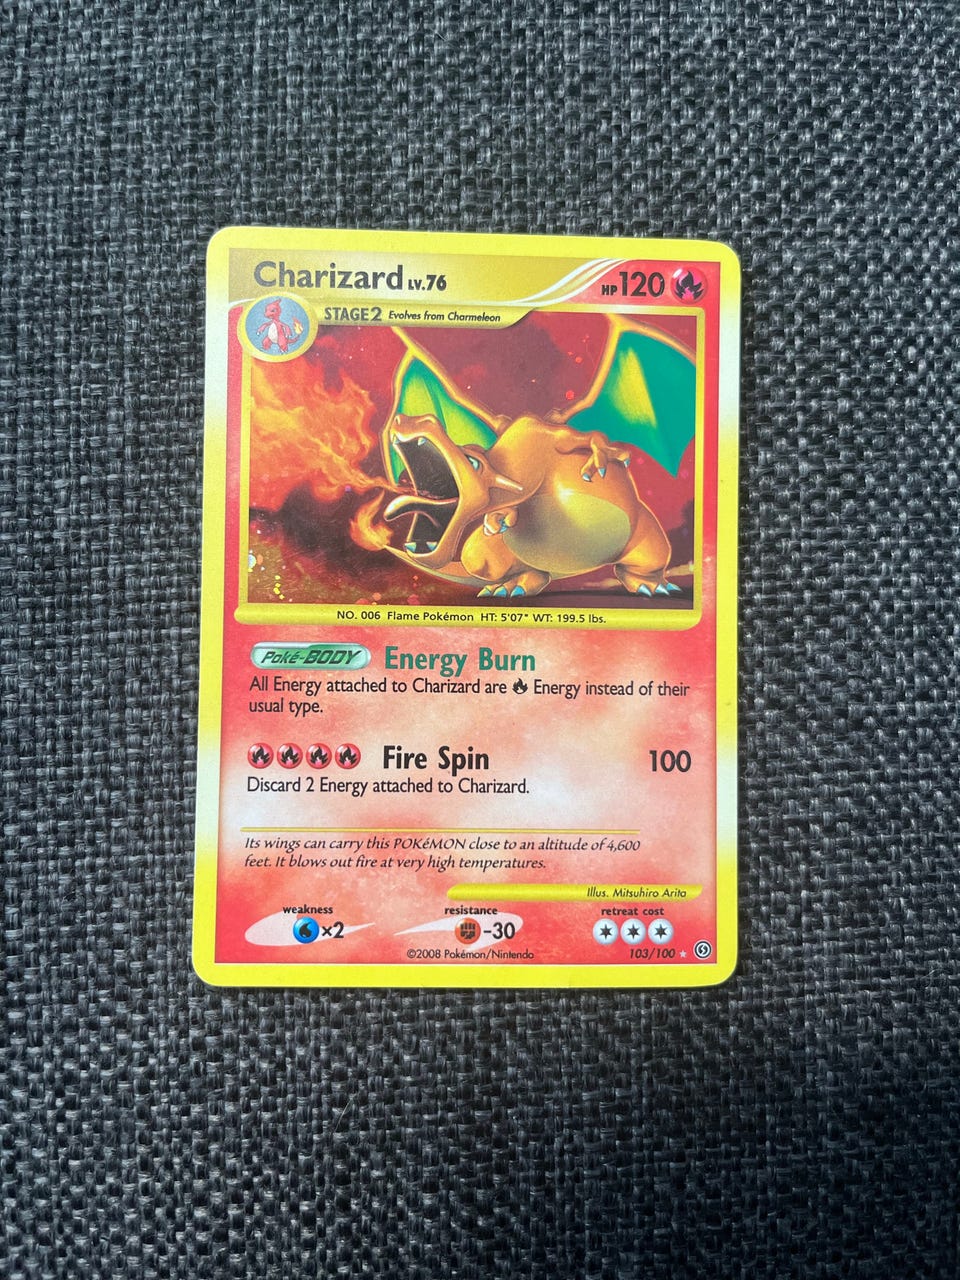 Charizard LV.76 HP 120
STAGE2 Evolves from Charmeleon
NO. 006 Flame Pokémon HT: 5'07" WT: 199.5 lbs.
Poké-BODY Energy Burn
All Energy attached to Charizard are Energy instead of their
usual type.
Fire Spin 100
Discard 2 Energy attached to Charizard.
Its wings can carry this POKéMON close to an altitude of 4,600
feet. It blows out fire at very high temperatures.
Illus. Mitsuhiro Arita
weakness resistance retreat cost
×2 -30
©2008 Pokémon/Nintendo 103/100 ★ S